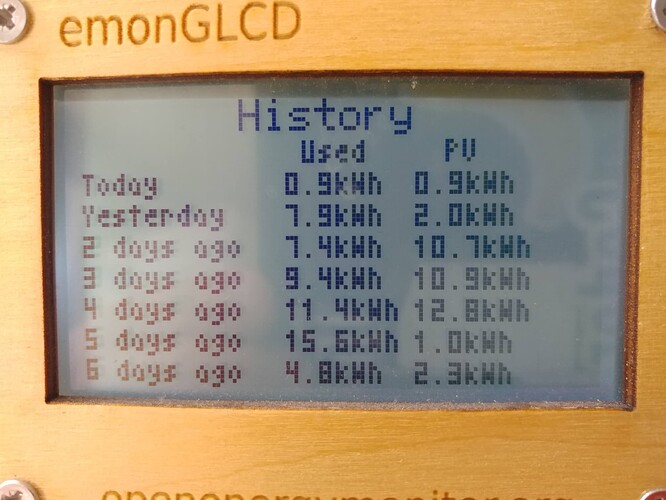 emonGLCD
History
Used PV
Today 0.9kWh 0.9kWh
Yesterday 7.9kWh 2.0kWh
2 days ago 7.4kWh 10.7kWh
3 days ago 9.4kWh 10.9kWh
4 days ago 11.4kWh 12.8kWh
5 days ago 15.6kWh 1.0kWh
6 days ago 4.8kWh 2.3kWh